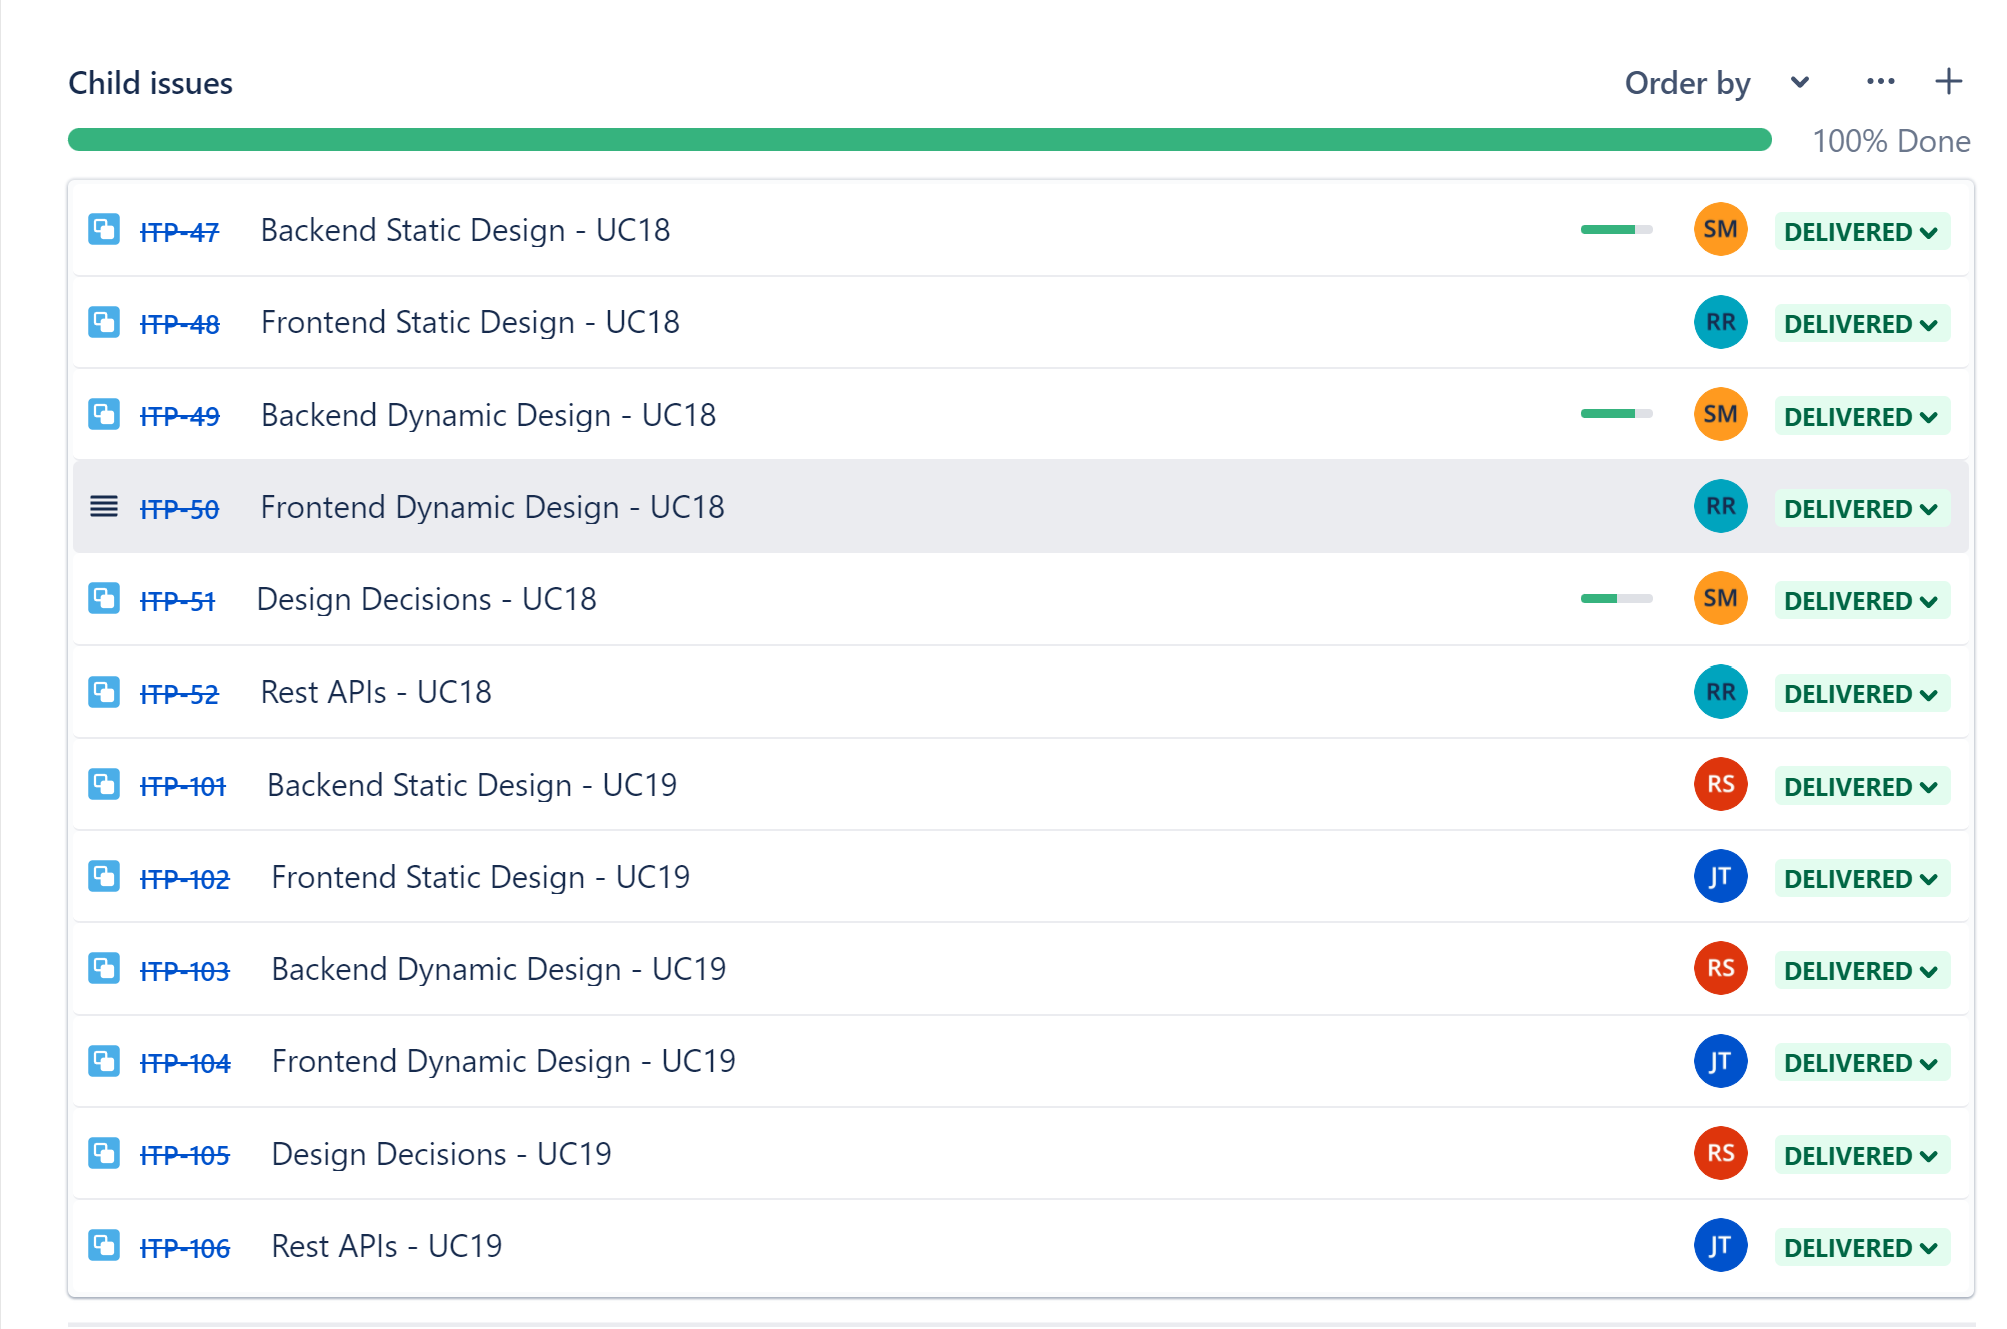 Child issues Order by
100% Done
ITP-47 Backend Static Design - UC18 SM DELIVERED
ITP-48 Frontend Static Design - UC18 RR DELIVERED
ITP-49 Backend Dynamic Design - UC18 SM DELIVERED
ITP-50 Frontend Dynamic Design - UC18 RR DELIVERED
ITP-51 Design Decisions - UC18 SM DELIVERED
ITP-52 Rest APIs - UC18 RR DELIVERED
ITP-101 Backend Static Design - UC19 RS DELIVERED
ITP-102 Frontend Static Design - UC19 JT DELIVERED
ITP-103 Backend Dynamic Design - UC19 RS DELIVERED
ITP-104 Frontend Dynamic Design - UC19 JT DELIVERED
ITP-105 Design Decisions - UC19 RS DELIVERED
ITP-106 Rest APIs - UC19 JT DELIVERED